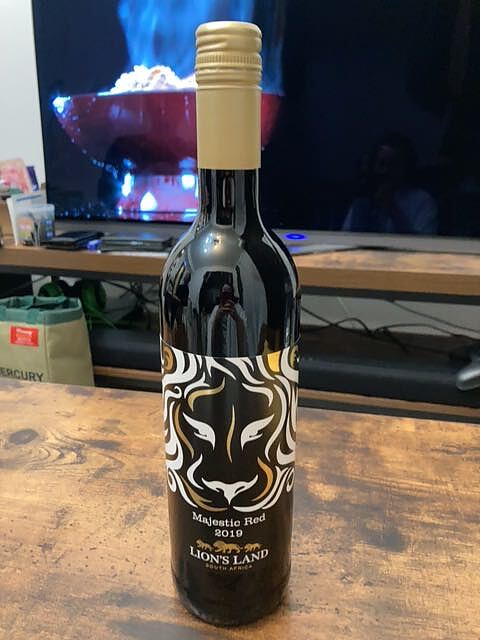 ERCURY
Majestic Red
2019
LION'S LAND
SOUTH AFRICA